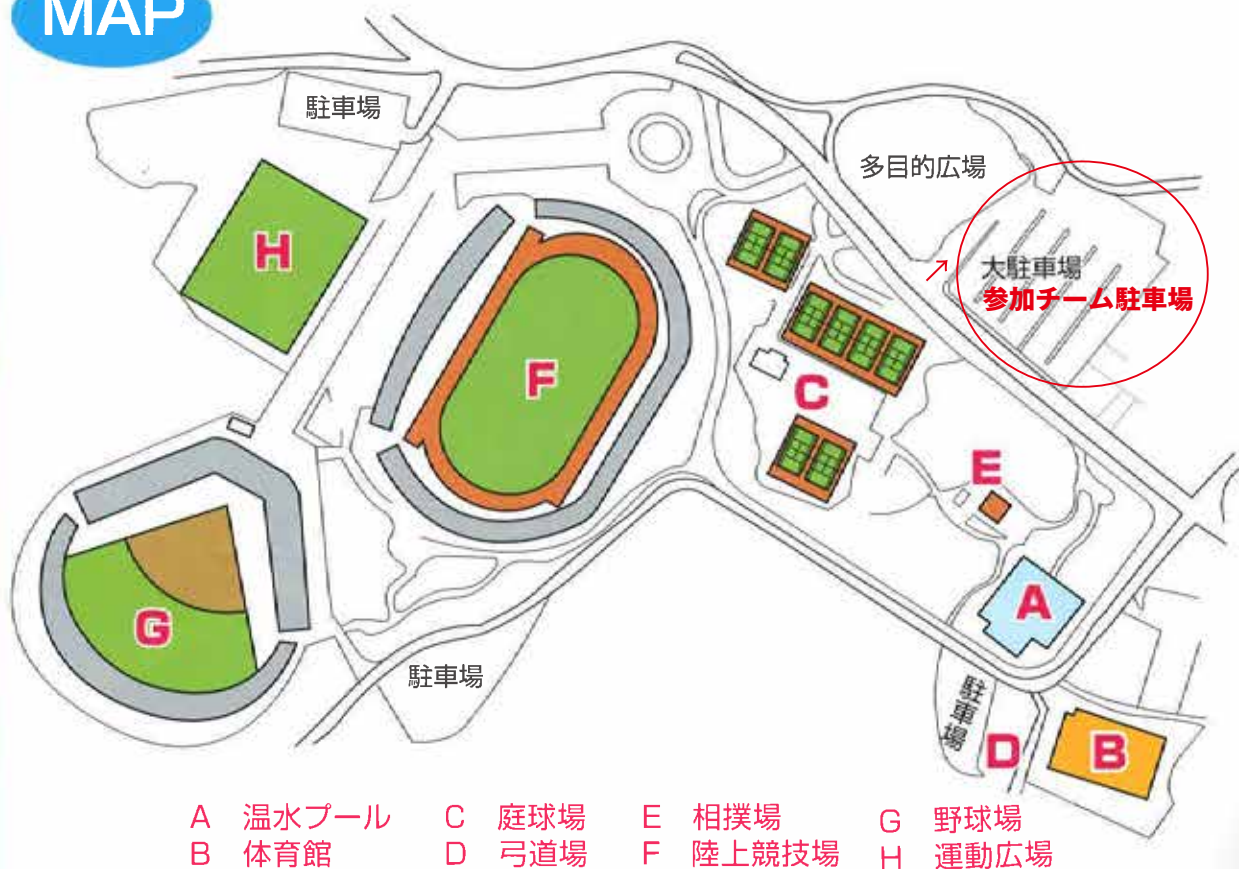 MAP
駐車場
多目的広場
H
大駐車場
参加チーム駐車場
F
C
E
A
G
駐車場
駐車場
D
B
A 温水プール C 庭球場 E 相撲場 G 野球場
B 体育館 D 弓道場 F 陸上競技場 H 運動広場